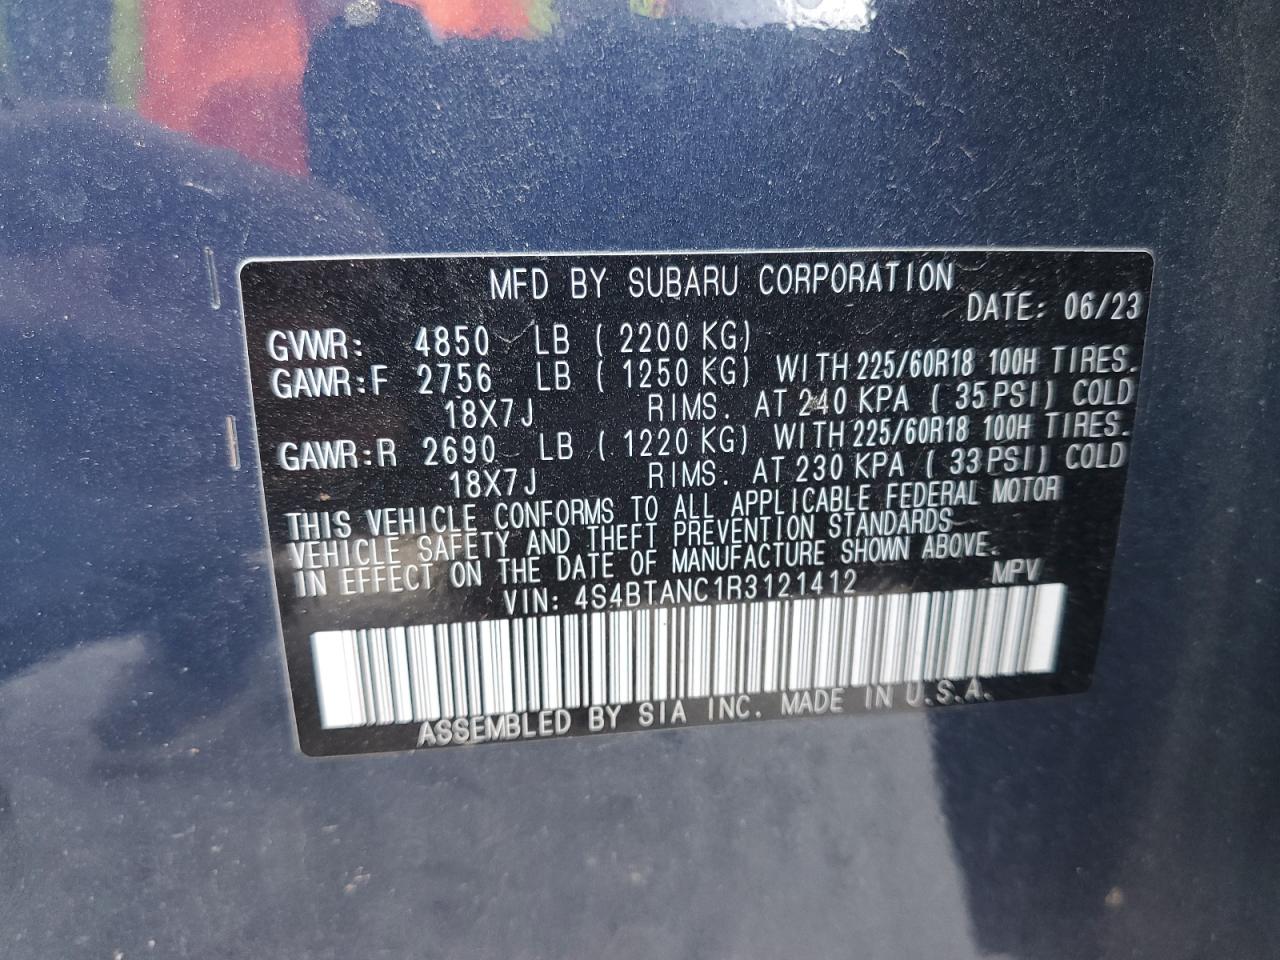 MFD BY SUBARU CORPORATION
DATE: 06/23
GVWR: 4850 LB (2200 KG)
GAWR:F 2756 LB (1250 KG) WITH 225/60R18 100H TIRES.
18X7J RIMS. AT 240 KPA (35PSI) COLD
GAWR:R 2690 LB (1220 KG) WITH 225/60R18 100H TIRES.
18X7J RIMS. AT 230 KPA (33PSI) COLD
THIS VEHICLE CONFORMS TO ALL APPLICABLE FEDERAL MOTOR
VEHICLE SAFETY AND THEFT PREVENTION STANDARDS
IN EFFECT ON THE DATE OF MANUFACTURE SHOWN ABOVE.
VIN: 4S4BTANC1R3121412 MPV
ASSEMBLED BY SIA INC. MADE IN U.S.A.